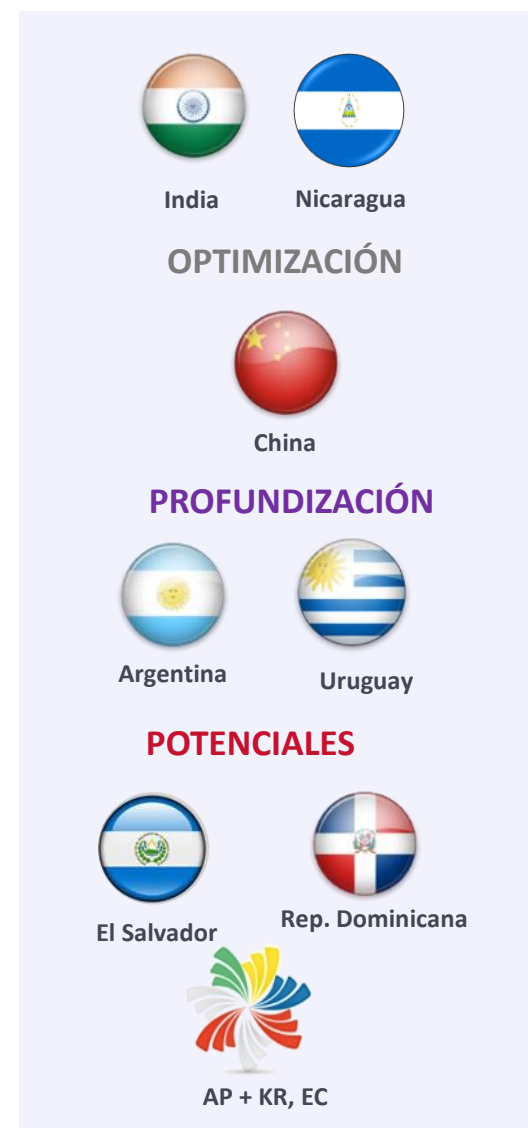 India Nicaragua
OPTIMIZACIÓN
China
PROFUNDIZACIÓN
Argentina Uruguay
POTENCIALES
El Salvador Rep. Dominicana
AP + KR, EC